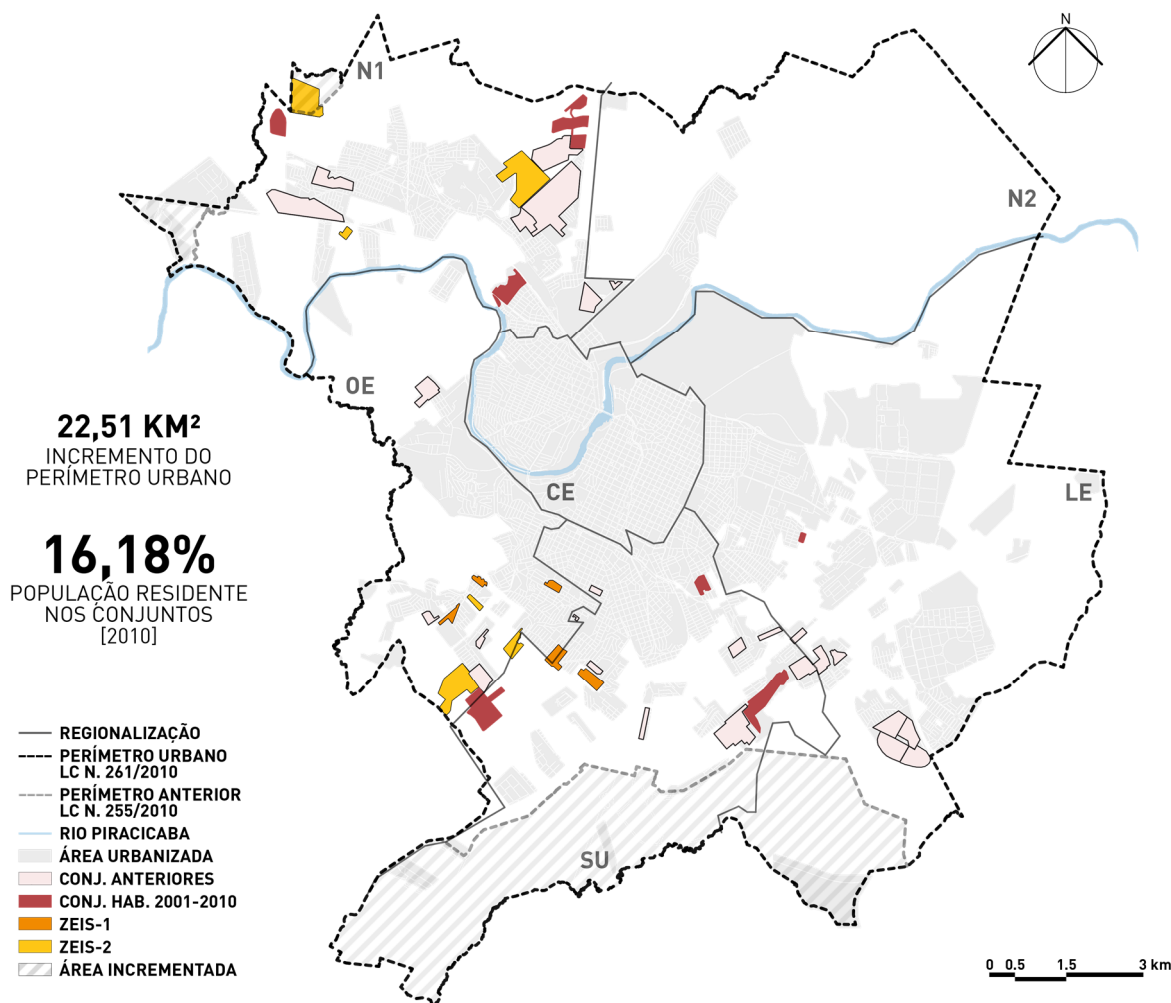 N
N1
N2
OE
22,51 KM²
INCREMENTO DO
PERÍMETRO URBANO
CE
LE
16,18%
POPULAÇÃO RESIDENTE
NOS CONJUNTOS
[2010]
REGIONALIZAÇÃO
PERÍMETRO URBANO
LC N. 261/2010
PERÍMETRO ANTERIOR
LC N. 255/2010
RIO PIRACICABA
ÁREA URBANIZADA
CONJ. ANTERIORES
CONJ. HAB. 2001-2010
ZEIS-1
ZEIS-2
ÁREA INCREMENTADA
SU
0 0.5 1.5 3 km